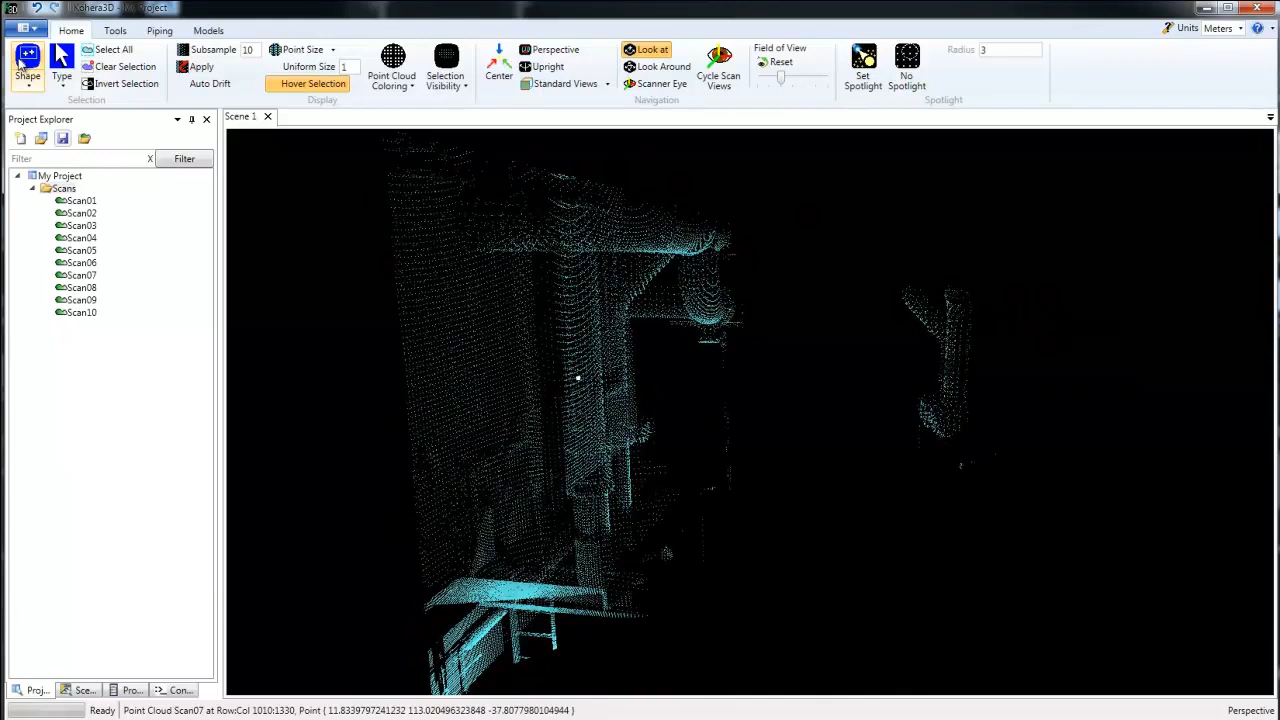 Kohera3D - My Project
Home Tools Piping Models
Units Meters
Shape
Type
Select All
Clear Selection
Invert Selection
Selection
Subsample 10
Apply
Auto Drift
Point Size
Uniform Size 1
Hover Selection
Point Cloud
Coloring
Selection
Visibility
Display
Center
Perspective
Upright
Standard Views
Look at
Look Around
Scanner Eye
Cycle Scan
Views
Navigation
Field of View
Reset
Set
Spotlight
No
Spotlight
Radius 3
Spotlight
Project Explorer
Filter X Filter
My Project
Scans
Scan01
Scan02
Scan03
Scan04
Scan05
Scan06
Scan07
Scan08
Scan09
Scan10
Scene 1
Proj... Sce... Pro... Con...
Ready Point Cloud Scan07 at Row:Col 1010:1330, Point { 11.8339797241232 113.020496323848 -37.8077980104944 }
Perspective